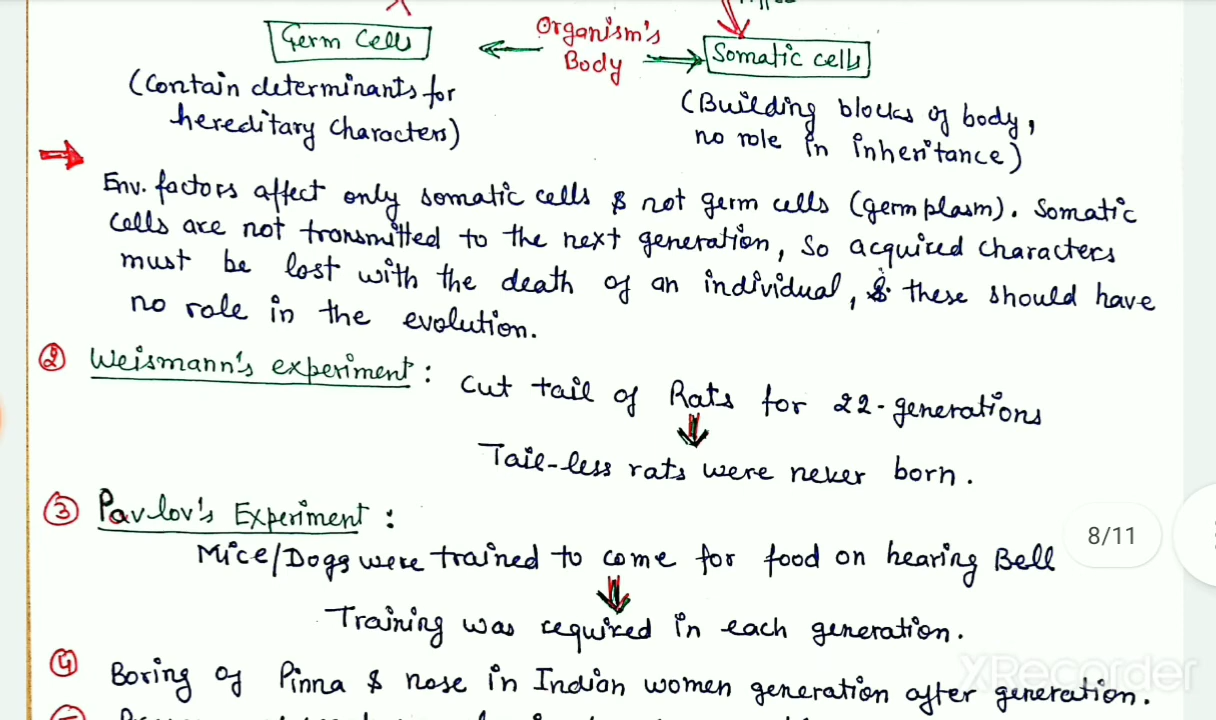 Germ Cells
Organism's
Body
Somatic cells
(Contain determinants for
hereditary characters)
(Building blocks of body,
no role in inheritance)
Env. factors affect only somatic cells & not germ cells (germplasm). Somatic
cells are not transmitted to the next generation, so acquired characters
must be lost with the death of an individual, & these should have
no role in the evolution.
② Weismann's experiment :
Cut tail of Rats for 22-generations
Tail-less rats were never born.
③ Pavlov's Experiment :
Mice/Dogs were trained to come for food on hearing Bell
8/11
Training was required in each generation.
④ Boring of Pinna & nose in Indian women generation after generation.
XRecorder